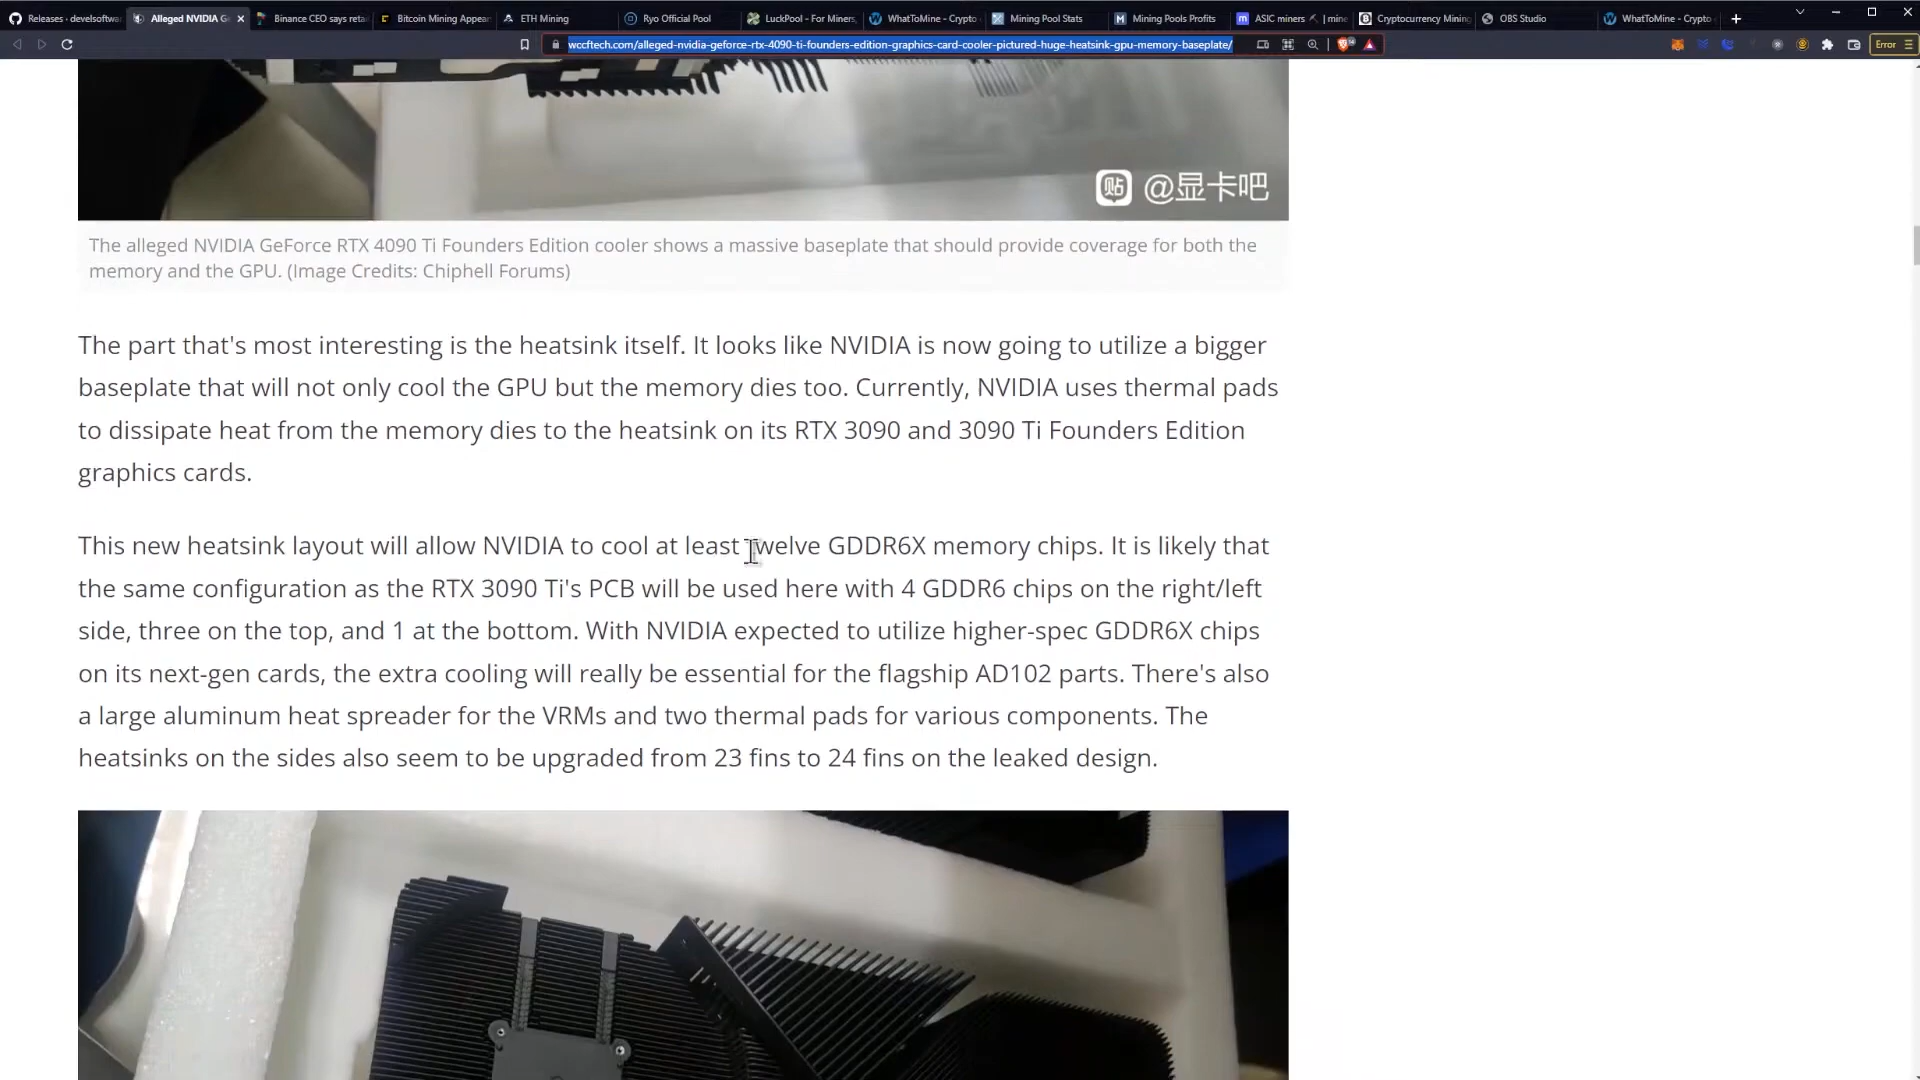 Releases · develsoftwar
Alleged NVIDIA Ge
Binance CEO says retai
Bitcoin Mining Appear
ETH Mining
Ryo Official Pool
LuckPool - For Miners,
WhatToMine - Crypto
Mining Pool Stats
Mining Pools Profits
ASIC miners
mine
Cryptocurrency Mining
OBS Studio
WhatToMine - Crypto
wccftech.com/alleged-nvidia-geforce-rtx-4090-ti-founders-edition-graphics-card-cooler-pictured-huge-heatsink-gpu-memory-baseplate/
Error
贴 @显卡吧
The alleged NVIDIA GeForce RTX 4090 Ti Founders Edition cooler shows a massive baseplate that should provide coverage for both the
memory and the GPU. (Image Credits: Chiphell Forums)
The part that's most interesting is the heatsink itself. It looks like NVIDIA is now going to utilize a bigger
baseplate that will not only cool the GPU but the memory dies too. Currently, NVIDIA uses thermal pads
to dissipate heat from the memory dies to the heatsink on its RTX 3090 and 3090 Ti Founders Edition
graphics cards.
This new heatsink layout will allow NVIDIA to cool at least twelve GDDR6X memory chips. It is likely that
the same configuration as the RTX 3090 Ti's PCB will be used here with 4 GDDR6 chips on the right/left
side, three on the top, and 1 at the bottom. With NVIDIA expected to utilize higher-spec GDDR6X chips
on its next-gen cards, the extra cooling will really be essential for the flagship AD102 parts. There's also
a large aluminum heat spreader for the VRMs and two thermal pads for various components. The
heatsinks on the sides also seem to be upgraded from 23 fins to 24 fins on the leaked design.